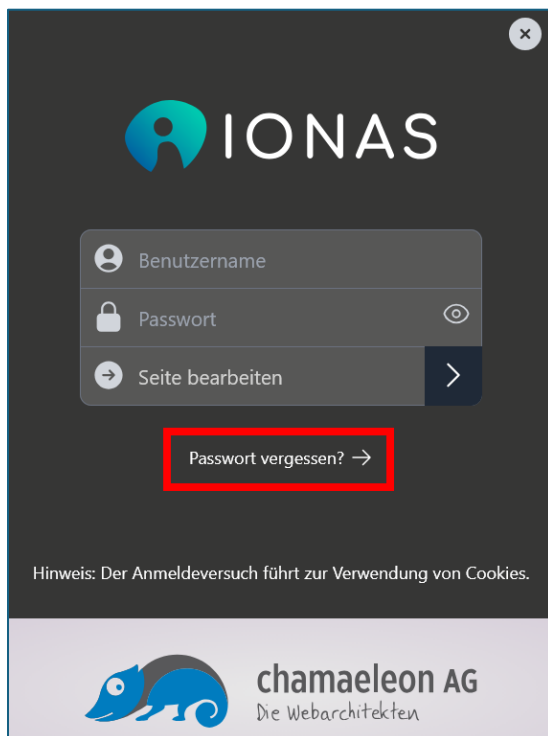 IONAS
Benutzername
Passwort
Seite bearbeiten
Passwort vergessen? →
Hinweis: Der Anmeldeversuch führt zur Verwendung von Cookies.
chamaeleon AG
Die Webarchitekten